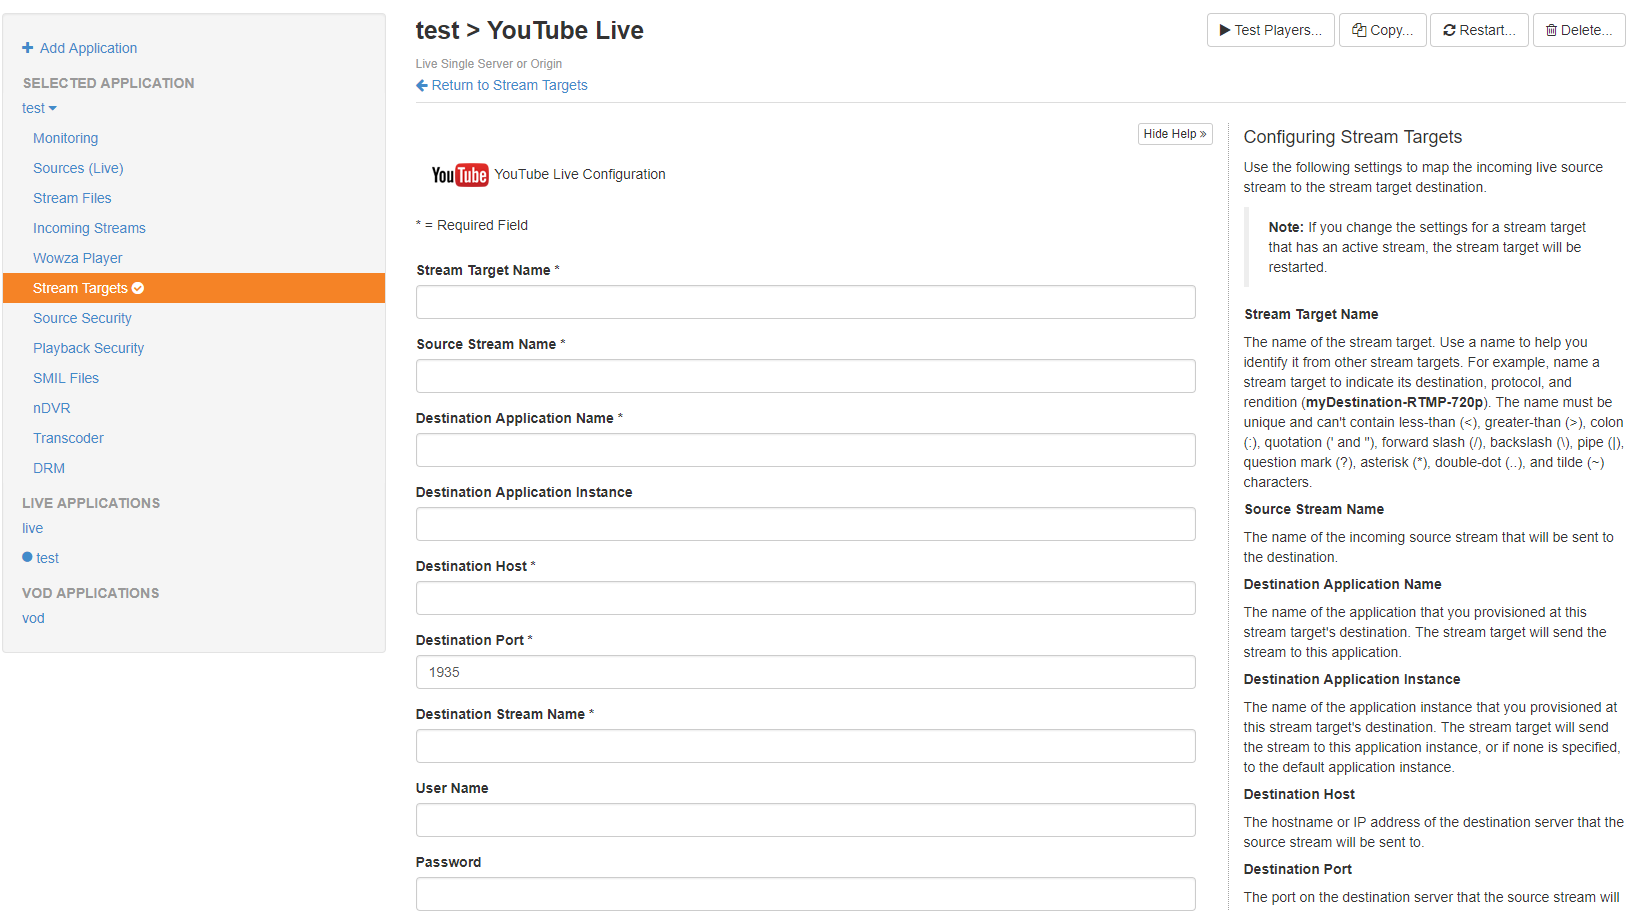 Add Application
SELECTED APPLICATION
test
Monitoring
Sources (Live)
Stream Files
Incoming Streams
Wowza Player
Stream Targets
Source Security
Playback Security
SMIL Files
nDVR
Transcoder
DRM
LIVE APPLICATIONS
live
test
VOD APPLICATIONS
vod
test > YouTube Live
Live Single Server or Origin
Return to Stream Targets
Test Players...
Copy...
Restart...
Delete...
Hide Help »
YouTube YouTube Live Configuration
* = Required Field
Stream Target Name *
Source Stream Name *
Destination Application Name *
Destination Application Instance
Destination Host *
Destination Port *
1935
Destination Stream Name *
User Name
Password
Configuring Stream Targets
Use the following settings to map the incoming live source
stream to the stream target destination.
Note: If you change the settings for a stream target
that has an active stream, the stream target will be
restarted.
Stream Target Name
The name of the stream target. Use a name to help you
identify it from other stream targets. For example, name a
stream target to indicate its destination, protocol, and
rendition (myDestination-RTMP-720p). The name must be
unique and can't contain less-than (<), greater-than (>), colon
(:), quotation (' and "), forward slash (/), backslash (\), pipe (|),
question mark (?), asterisk (*), double-dot (..), and tilde (~)
characters.
Source Stream Name
The name of the incoming source stream that will be sent to
the destination.
Destination Application Name
The name of the application that you provisioned at this
stream target's destination. The stream target will send the
stream to this application.
Destination Application Instance
The name of the application instance that you provisioned at
this stream target's destination. The stream target will send
the stream to this application instance, or if none is specified,
to the default application instance.
Destination Host
The hostname or IP address of the destination server that the
source stream will be sent to.
Destination Port
The port on the destination server that the source stream will